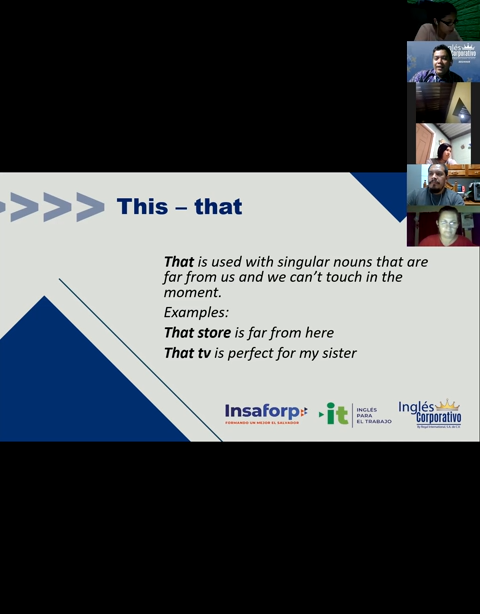 This – that
That is used with singular nouns that are
far from us and we can't touch in the
moment.
Examples:
That store is far from here
That tv is perfect for my sister
Insaforp
FORMANDO UN MEJOR EL SALVADOR
it
INGLÉS
PARA
EL TRABAJO
Inglés
Corporativo